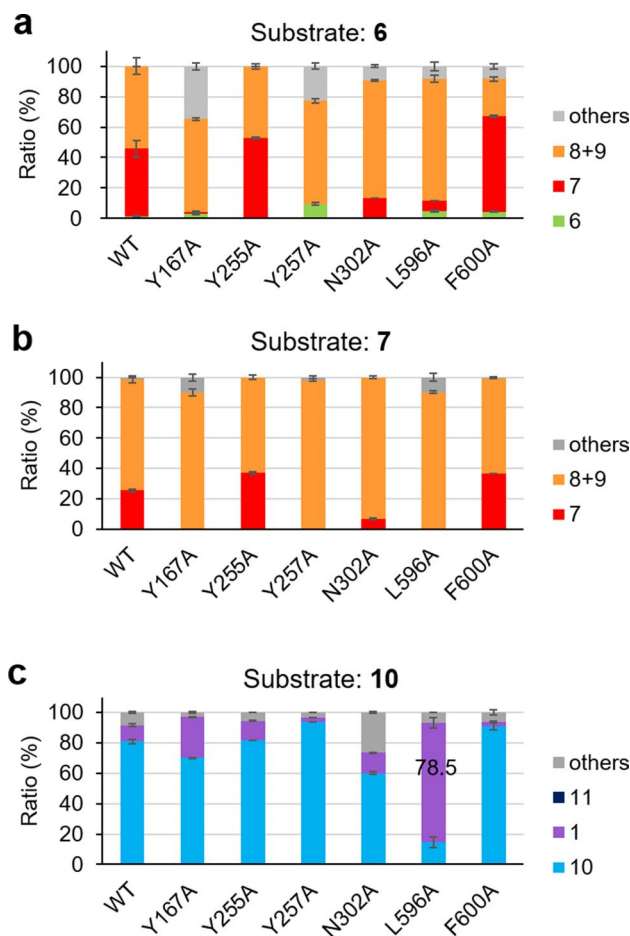 a
Substrate: 6
Ratio (%)
100
80
60
40
20
0
WT
Y167A
Y255A
Y257A
N302A
L596A
F600A
others
8+9
7
6
b
Substrate: 7
Ratio (%)
100
80
60
40
20
0
WT
Y167A
Y255A
Y257A
N302A
L596A
F600A
others
8+9
7
c
Substrate: 10
Ratio (%)
100
80
60
40
20
0
78.5
WT
Y167A
Y255A
Y257A
N302A
L596A
F600A
others
11
1
10